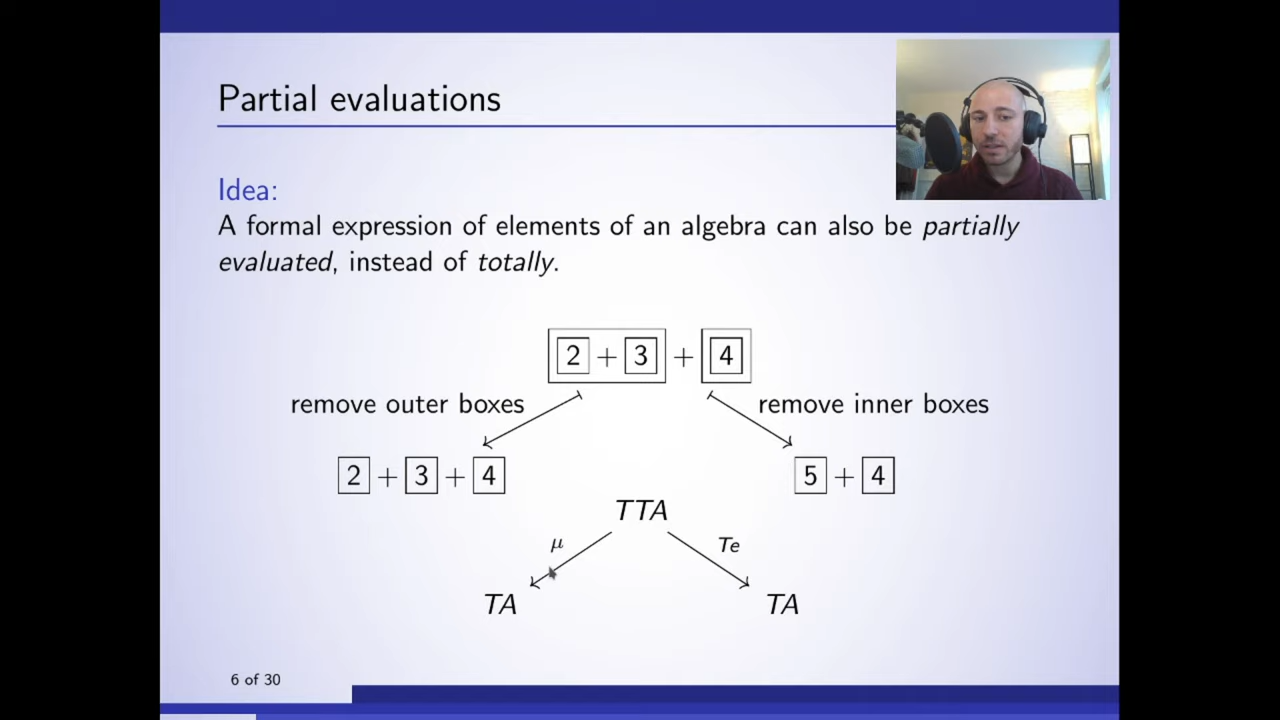 Partial evaluations
Idea:
A formal expression of elements of an algebra can also be partially
evaluated, instead of totally.
2 + 3 + 4
remove outer boxes
remove inner boxes
2 + 3 + 4
5 + 4
TTA
μ
Te
TA
TA
6 of 30